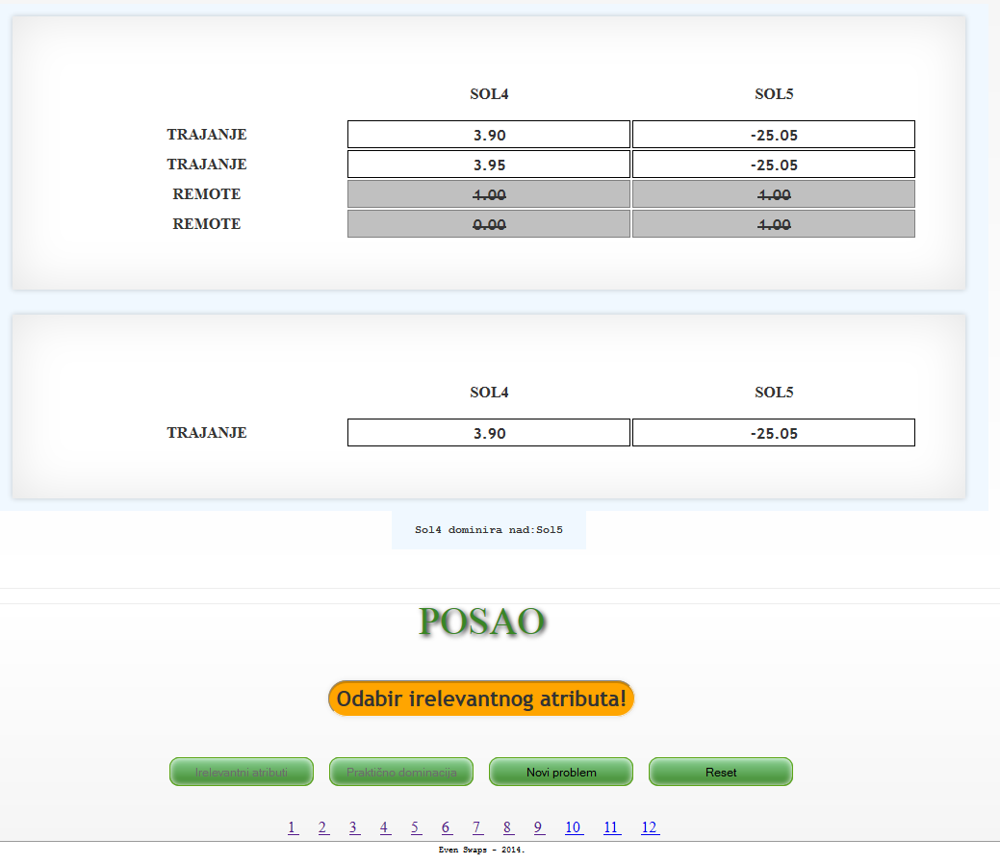 SOL4 SOL5
TRAJANJE 3.90 -25.05
TRAJANJE 3.95 -25.05
REMOTE 1.00 1.00
REMOTE 0.00 1.00
SOL4 SOL5
TRAJANJE 3.90 -25.05
Sol4 dominira nad:Sol5
POSAO
Odabir irelevantnog atributa!
Irelevantni atributi Praktično dominacija Novi problem Reset
1 2 3 4 5 6 7 8 9 10 11 12
Even Swaps - 2014.